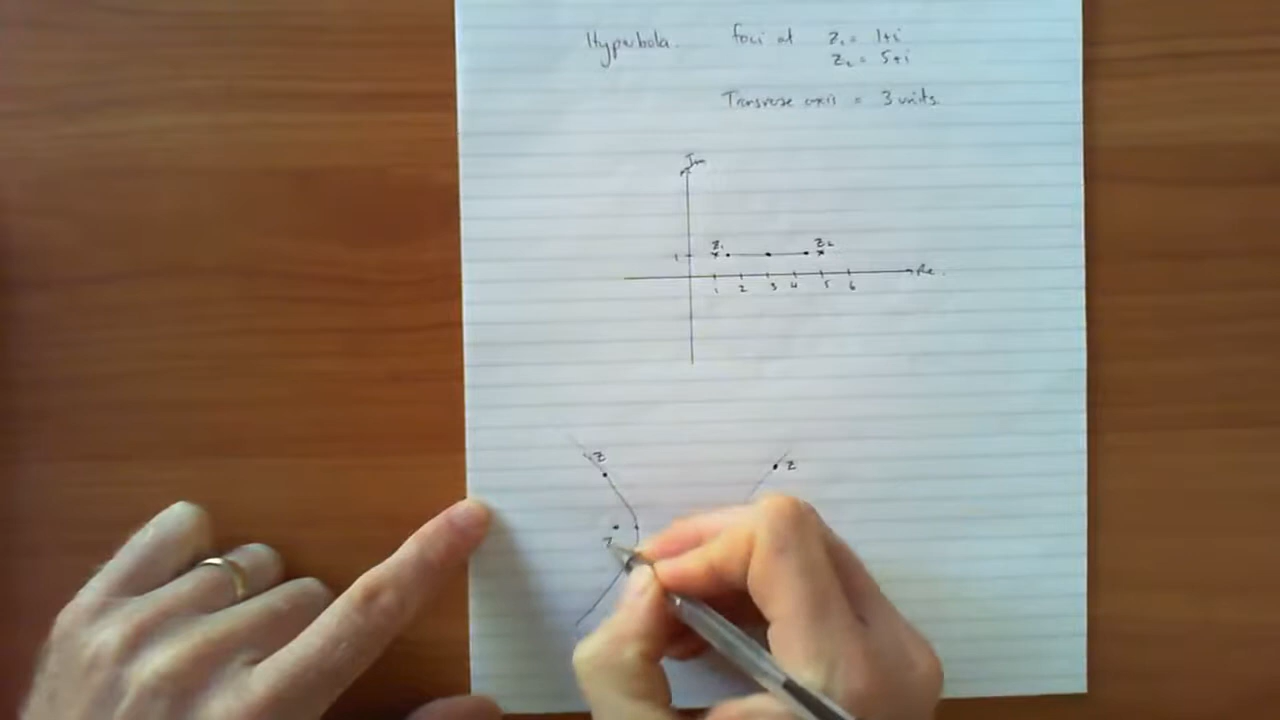 Hyperbola. foci at z₁ = 1+i
z₂ = 5+i
Transverse axis = 3 units
Im
z₁ z₂
1
Re.
1 2 3 4 5 6
z z
z